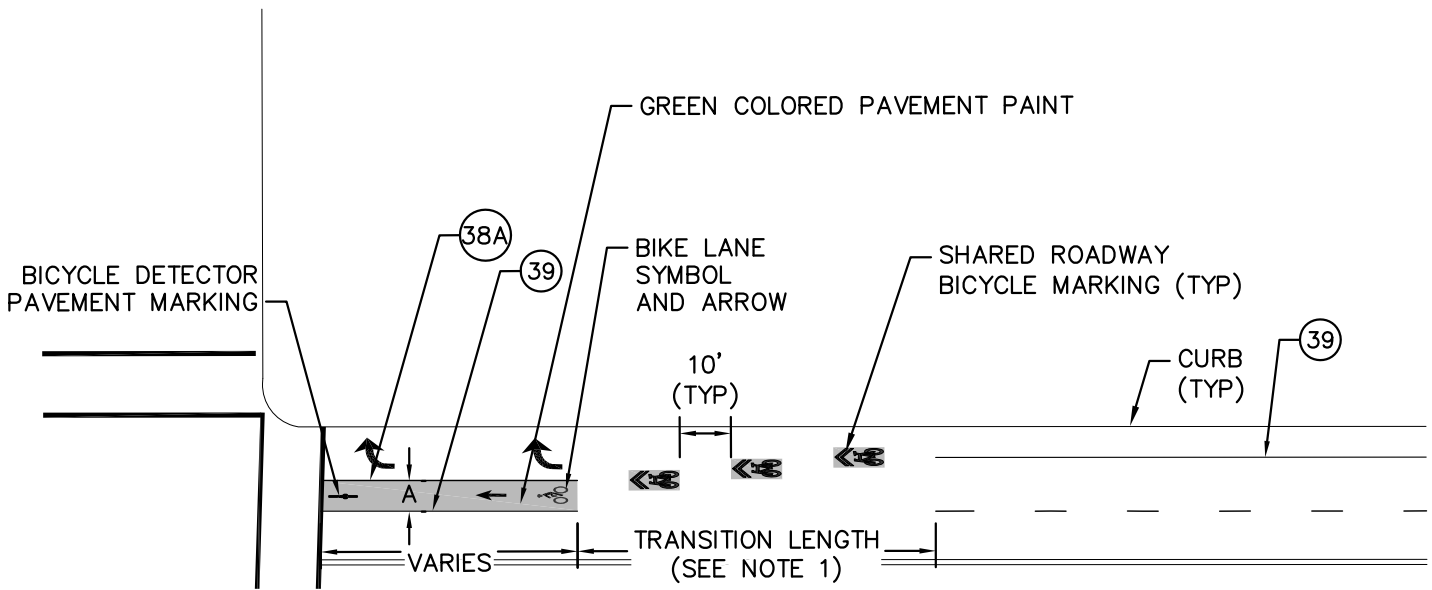 GREEN COLORED PAVEMENT PAINT
38A
39
BICYCLE DETECTOR
PAVEMENT MARKING
BIKE LANE
SYMBOL
AND ARROW
SHARED ROADWAY
BICYCLE MARKING (TYP)
10'
(TYP)
CURB
(TYP)
39
A
VARIES
TRANSITION LENGTH
(SEE NOTE 1)